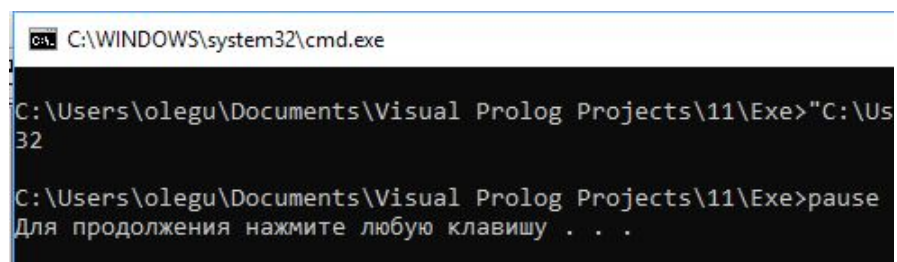 C:\WINDOWS\system32\cmd.exe
C:\Users\olegu\Documents\Visual Prolog Projects\11\Exe>"C:\Us
32
C:\Users\olegu\Documents\Visual Prolog Projects\11\Exe>pause
Для продолжения нажмите любую клавишу . . .